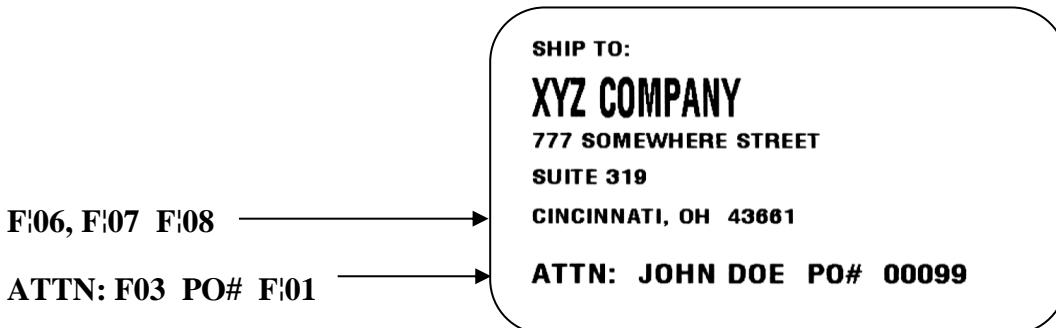 SHIP TO:
XYZ COMPANY
777 SOMEWHERE STREET
SUITE 319
F¦06, F¦07 F¦08
CINCINNATI, OH 43661
ATTN: F03 PO# F¦01
ATTN: JOHN DOE PO# 00099